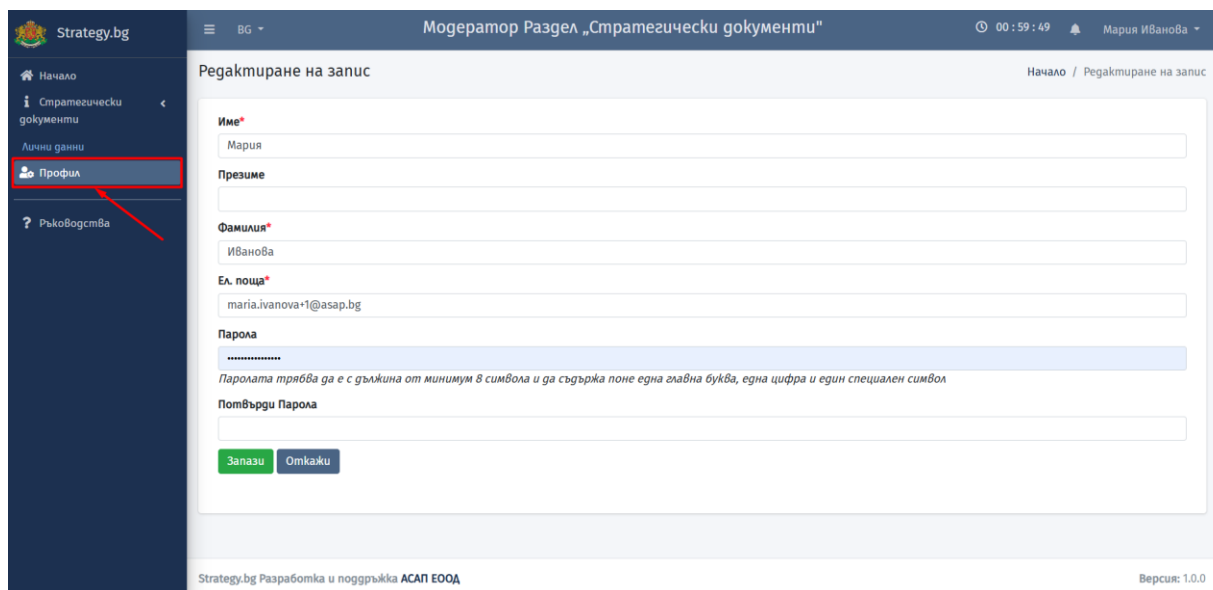 Strategy.bg
BG
Модератор Раздел „Стратегически документи"
00 : 59 : 49
Мария Иванова
Начало
Стратегически
документи
Лични данни
Профил
Ръководства
Редактиране на запис
Начало / Редактиране на запис
Име*
Мария
Презиме
Фамилия*
Иванова
Ел. поща*
maria.ivanova+1@asap.bg
Парола
••••••••••••••••
Паролата трябва да е с дължина от минимум 8 символа и да съдържа поне една главна буква, една цифра и един специален символ
Потвърди Парола
Запази
Откажи
Strategy.bg Разработка и поддръжка АСАП ЕООД
Версия: 1.0.0